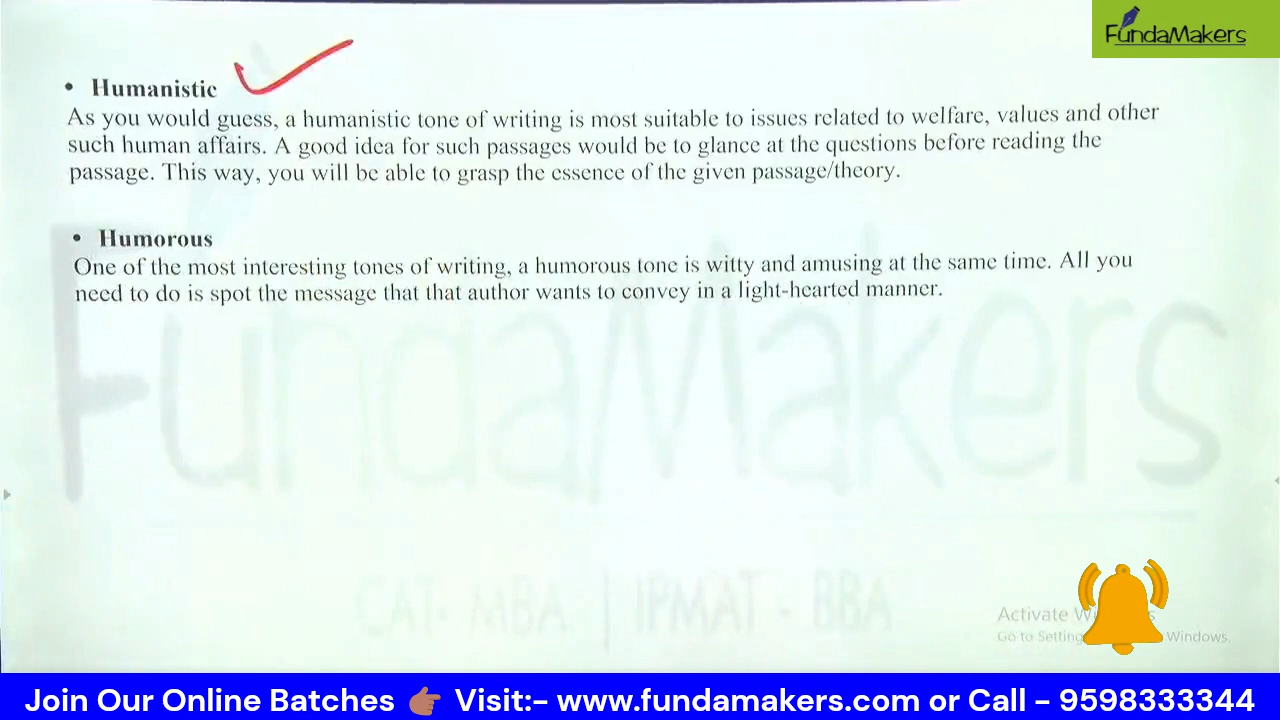 FundaMakers
• Humanistic
As you would guess, a humanistic tone of writing is most suitable to issues related to welfare, values and other
such human affairs. A good idea for such passages would be to glance at the questions before reading the
passage. This way, you will be able to grasp the essence of the given passage/theory.
• Humorous
One of the most interesting tones of writing, a humorous tone is witty and amusing at the same time. All you
need to do is spot the message that that author wants to convey in a light-hearted manner.
FundaMakers
CAT- MBA | IPMAT - BBA
Activate
Go to Setting Windows.
Join Our Online Batches Visit:- www.fundamakers.com or Call - 9598333344